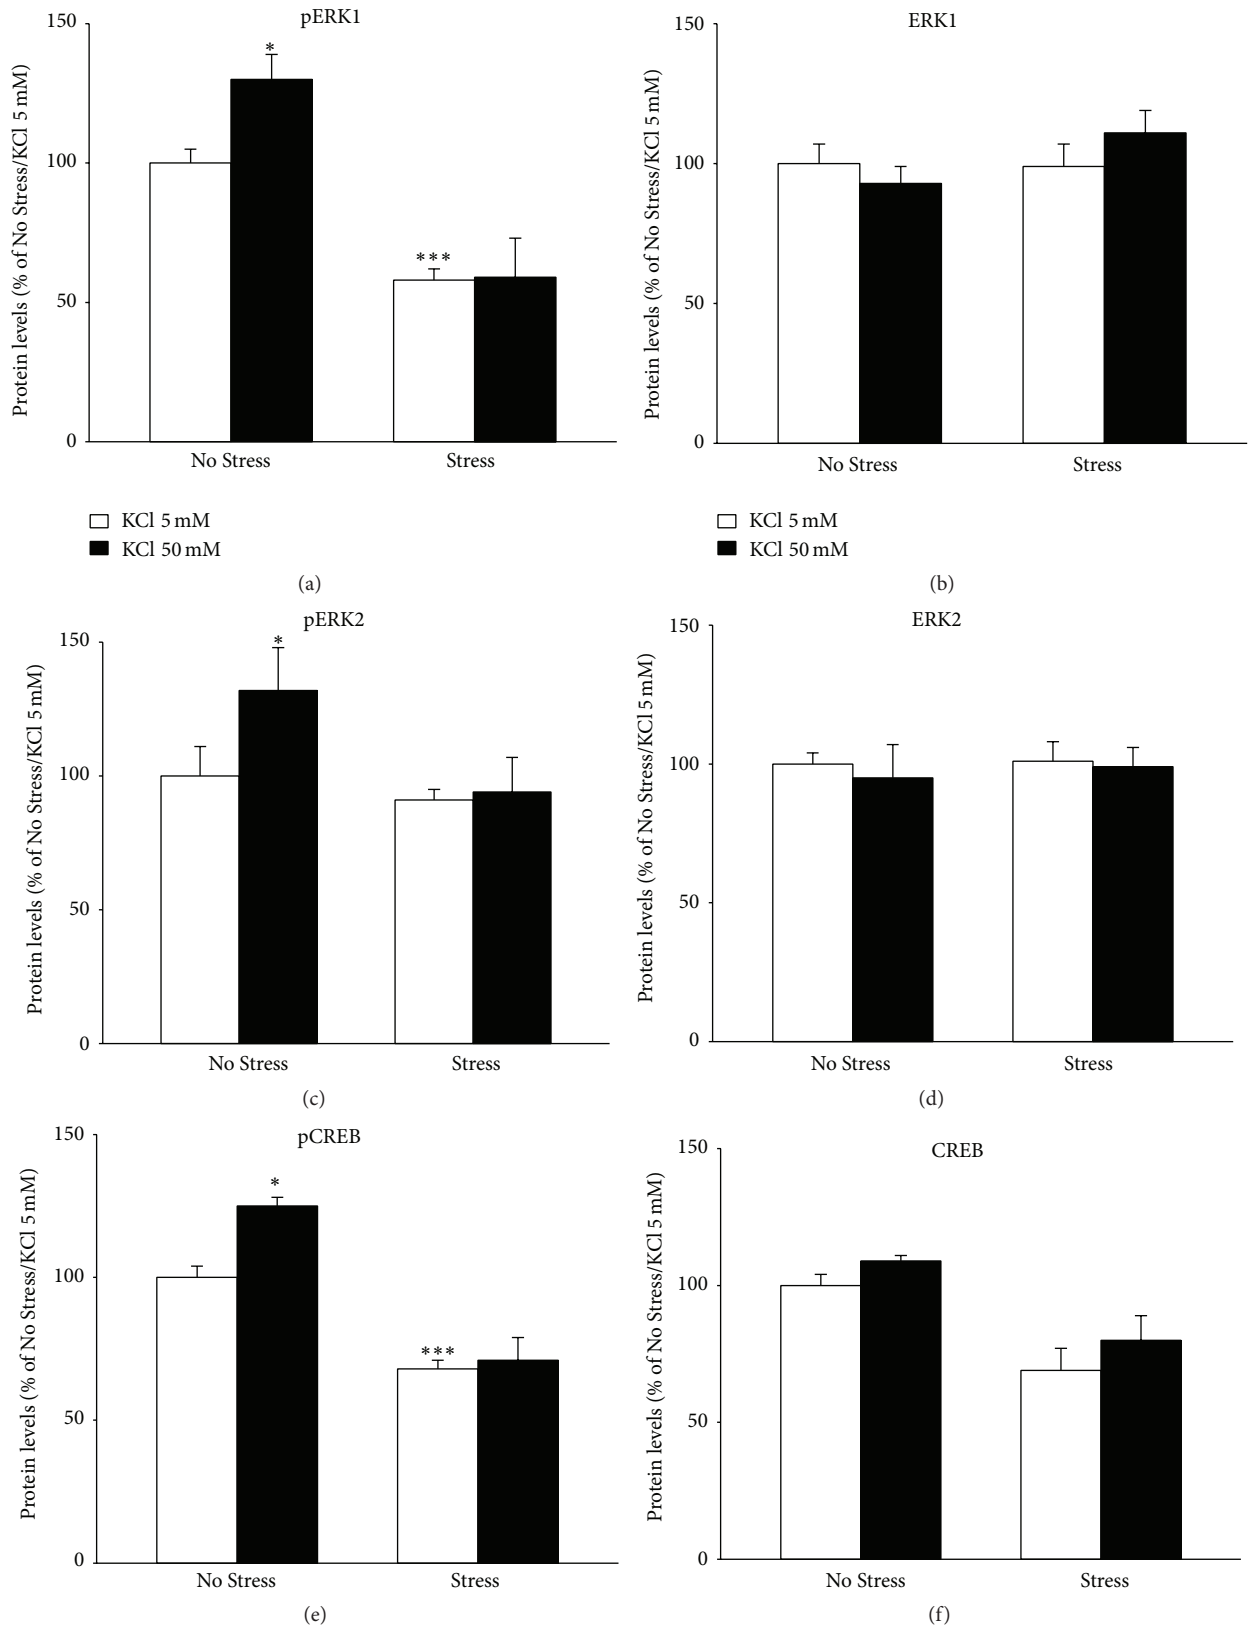 pERK1
Protein levels (% of No Stress/KCl 5 mM)
150
100
50
0
*
***
No Stress
Stress
KCl 5 mM
KCl 50 mM
(a)
ERK1
Protein levels (% of No Stress/KCl 5 mM)
150
100
50
0
No Stress
Stress
KCl 5 mM
KCl 50 mM
(b)
pERK2
Protein levels (% of No Stress/KCl 5 mM)
150
100
50
0
*
No Stress
Stress
(c)
ERK2
Protein levels (% of No Stress/KCl 5 mM)
150
100
50
0
No Stress
Stress
(d)
pCREB
Protein levels (% of No Stress/KCl 5 mM)
150
100
50
0
*
***
No Stress
Stress
(e)
CREB
Protein levels (% of No Stress/KCl 5 mM)
150
100
50
0
No Stress
Stress
(f)